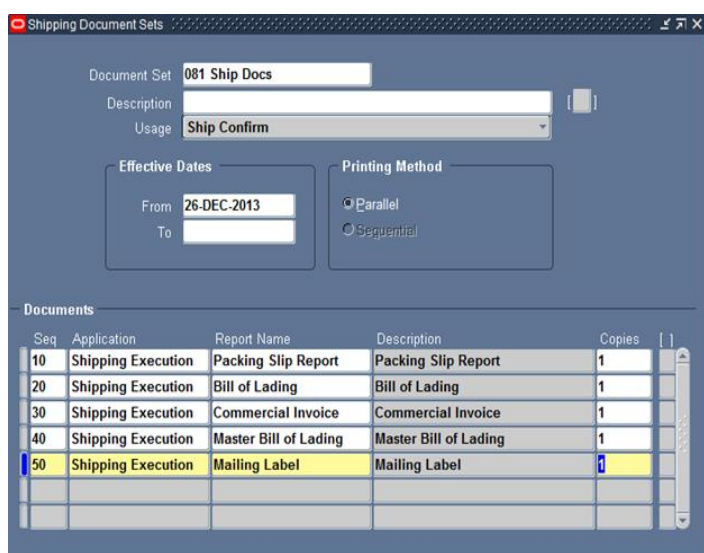 Shipping Document Sets
Document Set 081 Ship Docs
Description [ ]
Usage Ship Confirm
Effective Dates Printing Method
From 26-DEC-2013 Parallel
To Sequential
Documents
Seq Application Report Name Description Copies [ ]
10 Shipping Execution Packing Slip Report Packing Slip Report 1
20 Shipping Execution Bill of Lading Bill of Lading 1
30 Shipping Execution Commercial Invoice Commercial Invoice 1
40 Shipping Execution Master Bill of Lading Master Bill of Lading 1
50 Shipping Execution Mailing Label Mailing Label 1